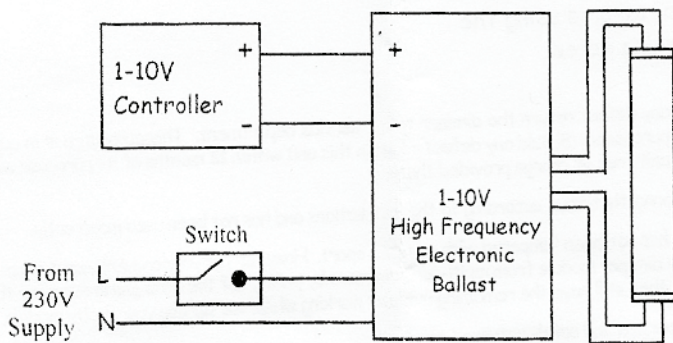 1-10V
Controller
+
-
+
-
1-10V
High Frequency
Electronic
Ballast
Switch
From
230V
Supply
L
N